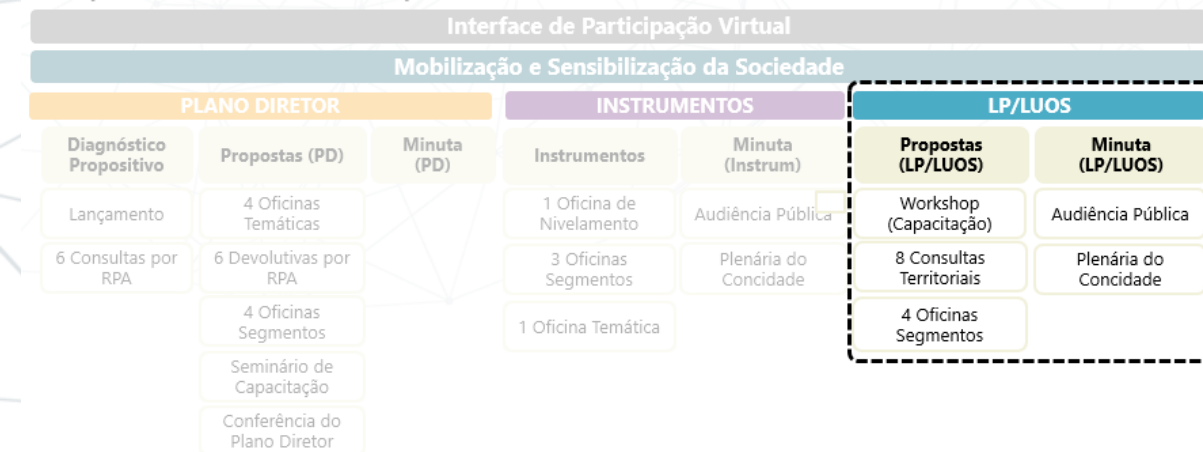 Interface de Participação Virtual
Mobilização e Sensibilização da Sociedade
PLANO DIRETOR
Diagnóstico
Propositivo
Lançamento
6 Consultas por
RPA
Propostas (PD)
4 Oficinas
Temáticas
6 Devolutivas por
RPA
4 Oficinas
Segmentos
Seminário de
Capacitação
Conferência do
Plano Diretor
Minuta
(PD)
INSTRUMENTOS
Instrumentos
1 Oficina de
Nivelamento
3 Oficinas
Segmentos
1 Oficina Temática
Minuta
(Instrum)
Audiência Pública
Plenária do
Concidade
LP/LUOS
Propostas
(LP/LUOS)
Workshop
(Capacitação)
8 Consultas
Territoriais
4 Oficinas
Segmentos
Minuta
(LP/LUOS)
Audiência Pública
Plenária do
Concidade